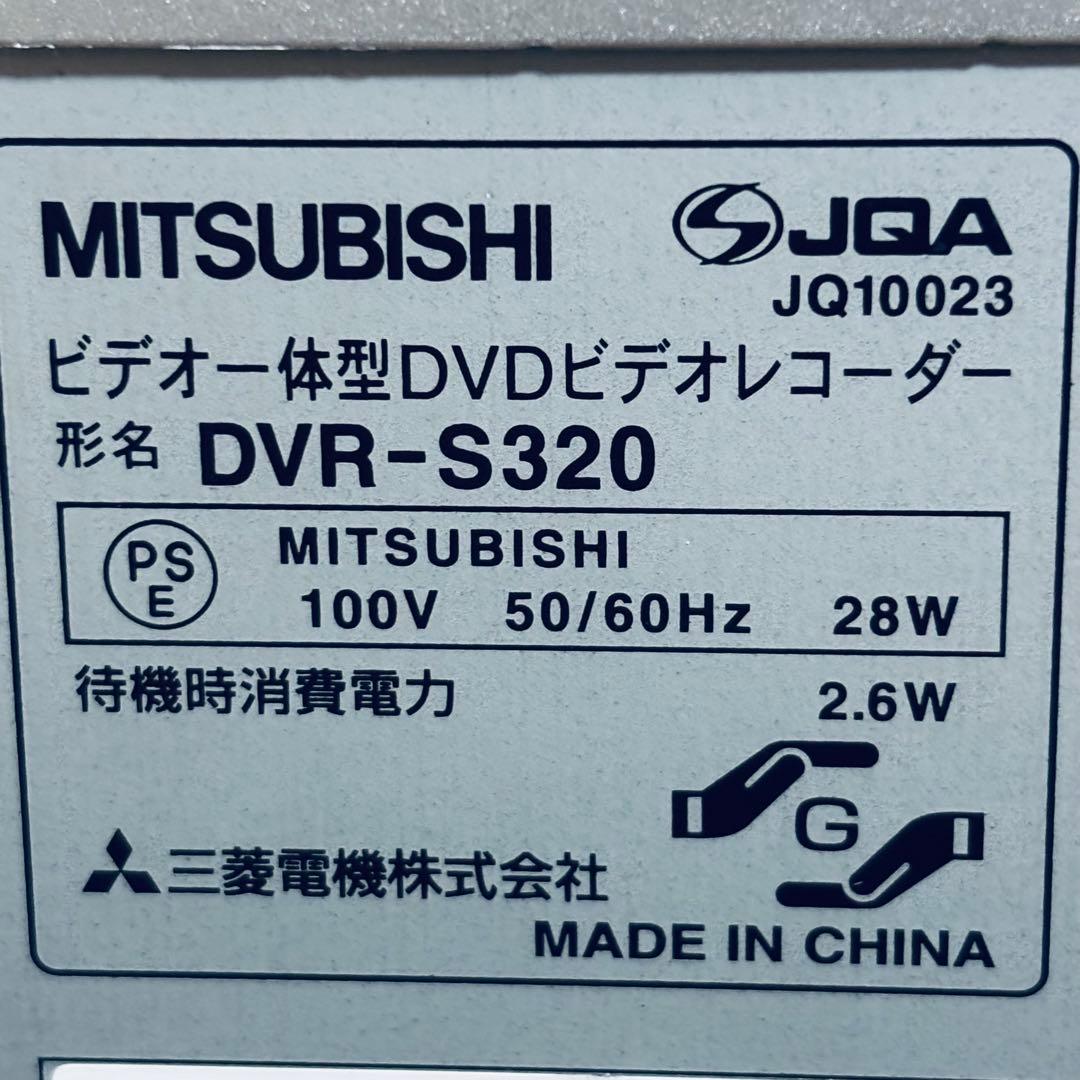 MITSUBISHI
JQA
JQ10023
ビデオ一体型DVDビデオレコーダー
形名 DVR-S320
PS
E
MITSUBISHI
100V 50/60Hz 28W
待機時消費電力 2.6W
G
三菱電機株式会社
MADE IN CHINA